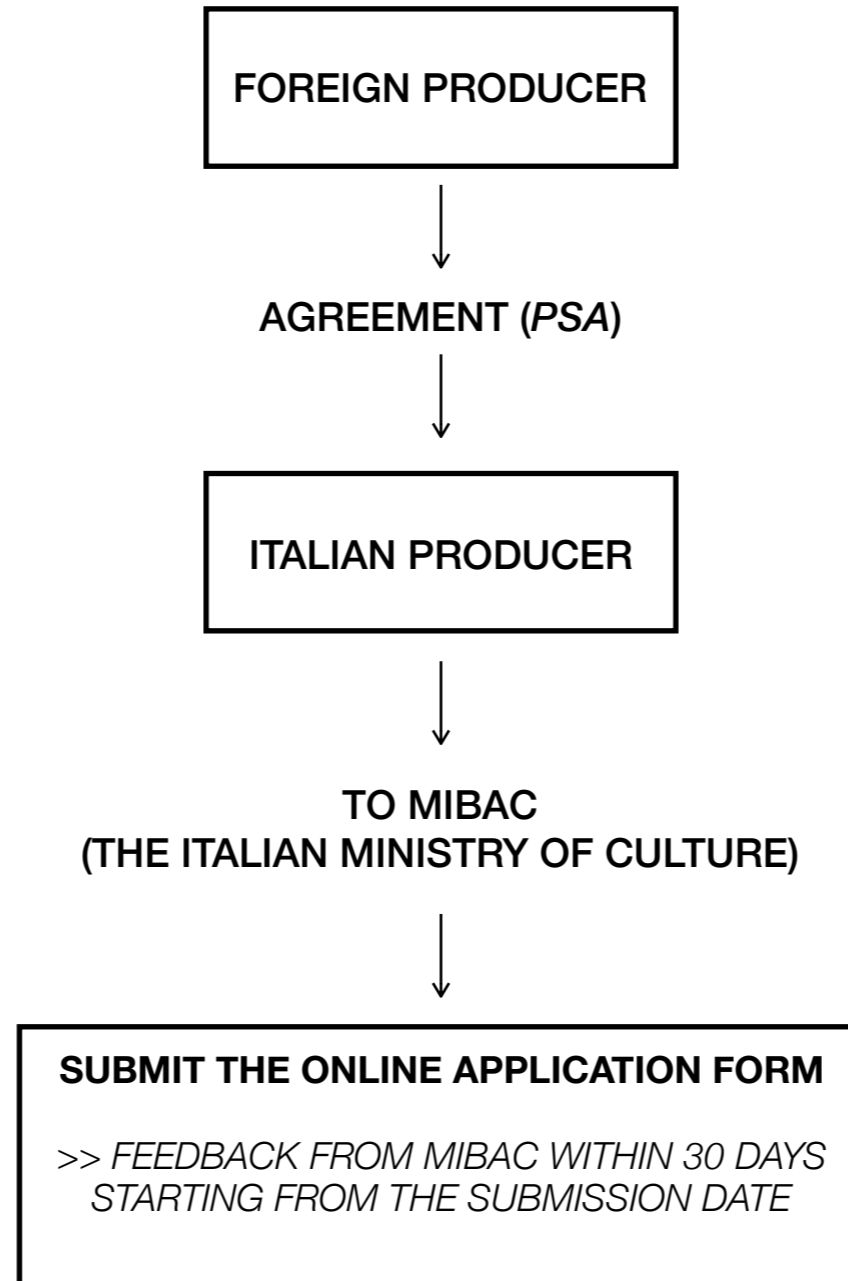 FOREIGN PRODUCER
AGREEMENT (PSA)
ITALIAN PRODUCER
TO MIBAC
(THE ITALIAN MINISTRY OF CULTURE)
SUBMIT THE ONLINE APPLICATION FORM
>> FEEDBACK FROM MIBAC WITHIN 30 DAYS
STARTING FROM THE SUBMISSION DATE